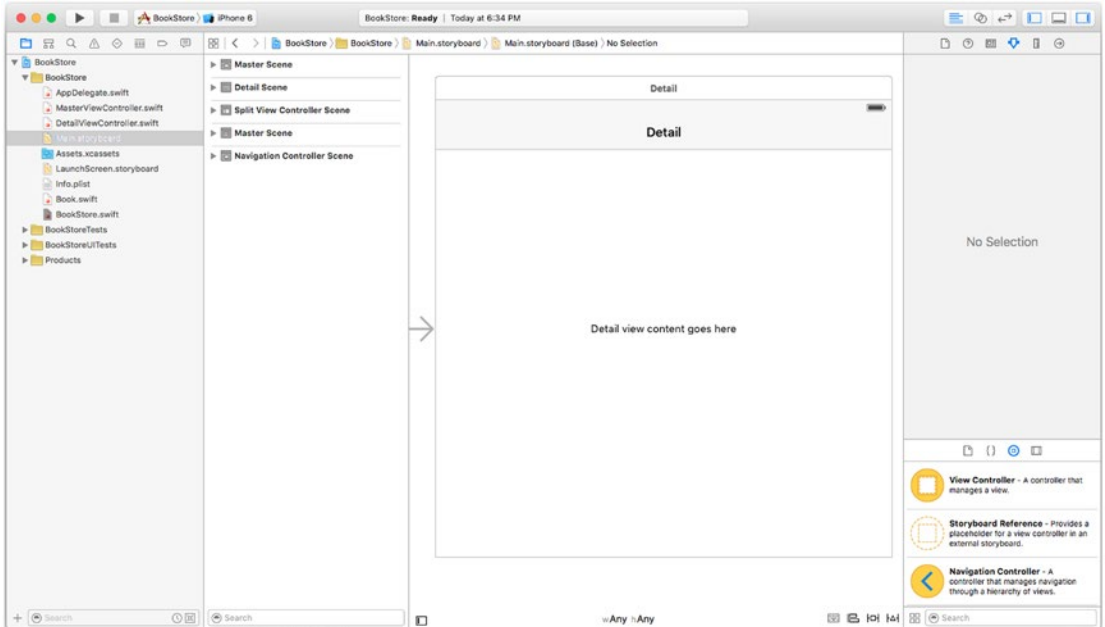 BookStore
iPhone 6
BookStore: Ready | Today at 6:34 PM
BookStore
BookStore
Main.storyboard
Main.storyboard (Base)
No Selection
BookStore
BookStore
AppDelegate.swift
MasterViewController.swift
DetailViewController.swift
Main.storyboard
Assets.xcassets
LaunchScreen.storyboard
Info.plist
Book.swift
BookStore.swift
BookStoreTests
BookStoreUITests
Products
Master Scene
Detail Scene
Split View Controller Scene
Master Scene
Navigation Controller Scene
Detail
Detail
Detail view content goes here
No Selection
View Controller - A controller that
manages a view.
Storyboard Reference - Provides a
placeholder for a view controller in an
external storyboard.
Navigation Controller - A
controller that manages navigation
through a hierarchy of views.
Search
Search
wAny hAny
Search